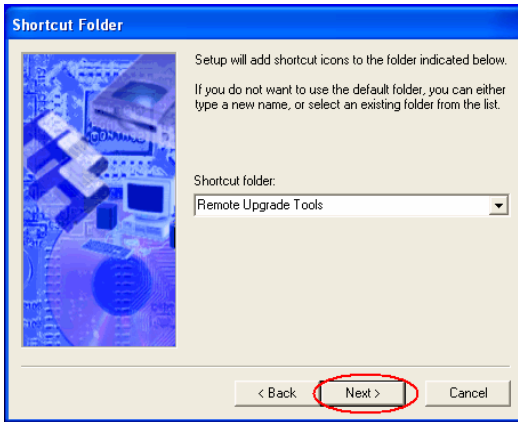 Shortcut Folder
Setup will add shortcut icons to the folder indicated below.
If you do not want to use the default folder, you can either
type a new name, or select an existing folder from the list.
Shortcut folder:
Remote Upgrade Tools
< Back
Next >
Cancel